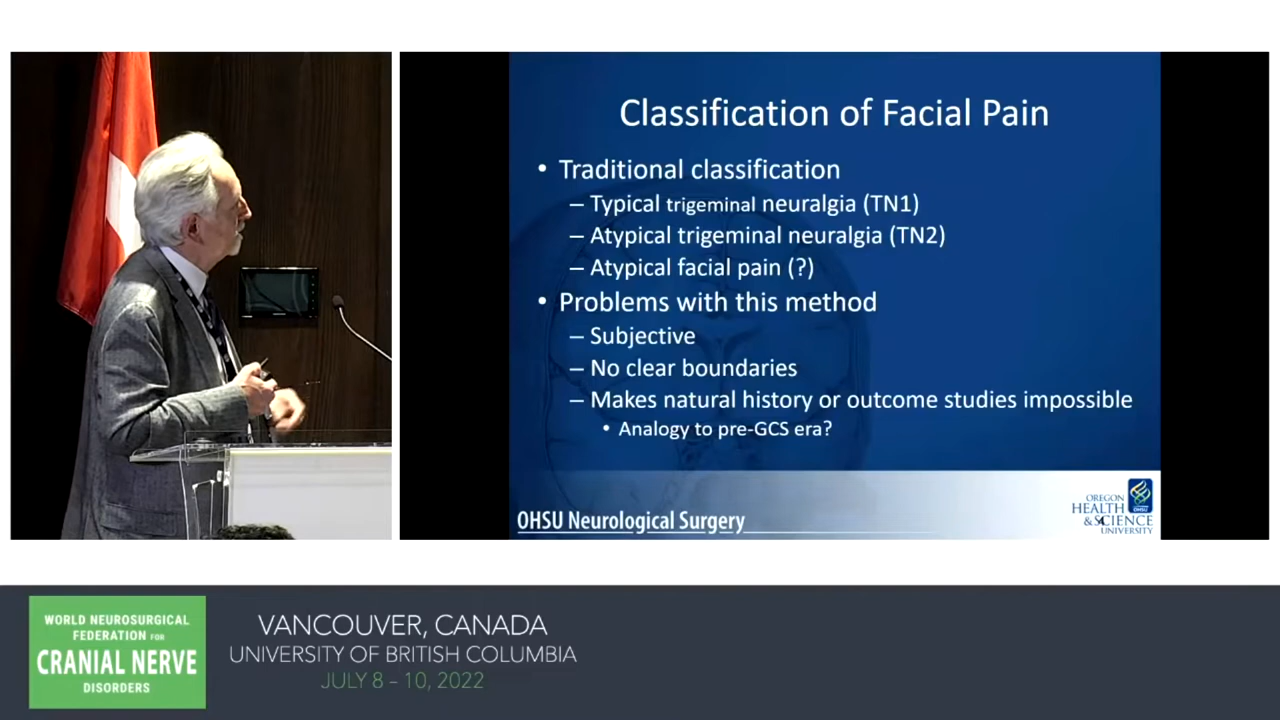 Classification of Facial Pain
• Traditional classification
– Typical trigeminal neuralgia (TN1)
– Atypical trigeminal neuralgia (TN2)
– Atypical facial pain (?)
• Problems with this method
– Subjective
– No clear boundaries
– Makes natural history or outcome studies impossible
• Analogy to pre-GCS era?
OHSU Neurological Surgery
OREGON
HEALTH
& SCIENCE
UNIVERSITY
OHSU
WORLD NEUROSURGICAL
FEDERATION FOR
CRANIAL NERVE
DISORDERS
VANCOUVER, CANADA
UNIVERSITY OF BRITISH COLUMBIA
JULY 8 – 10, 2022